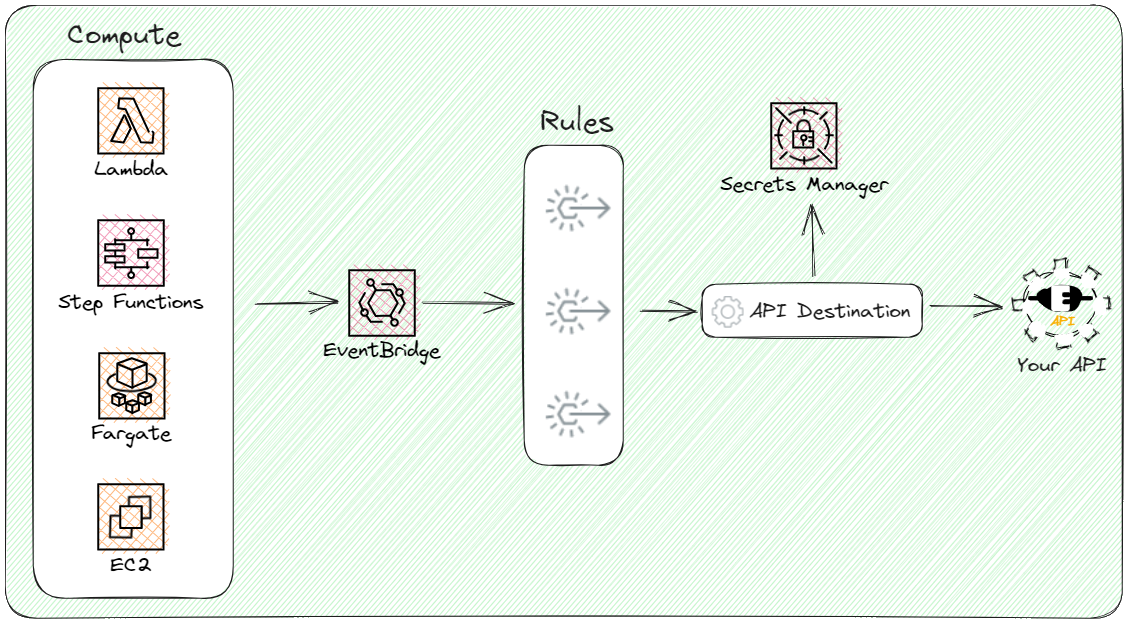 Compute
Lambda
Step Functions
Fargate
EC2
EventBridge
Rules
Secrets Manager
API Destination
API
Your API